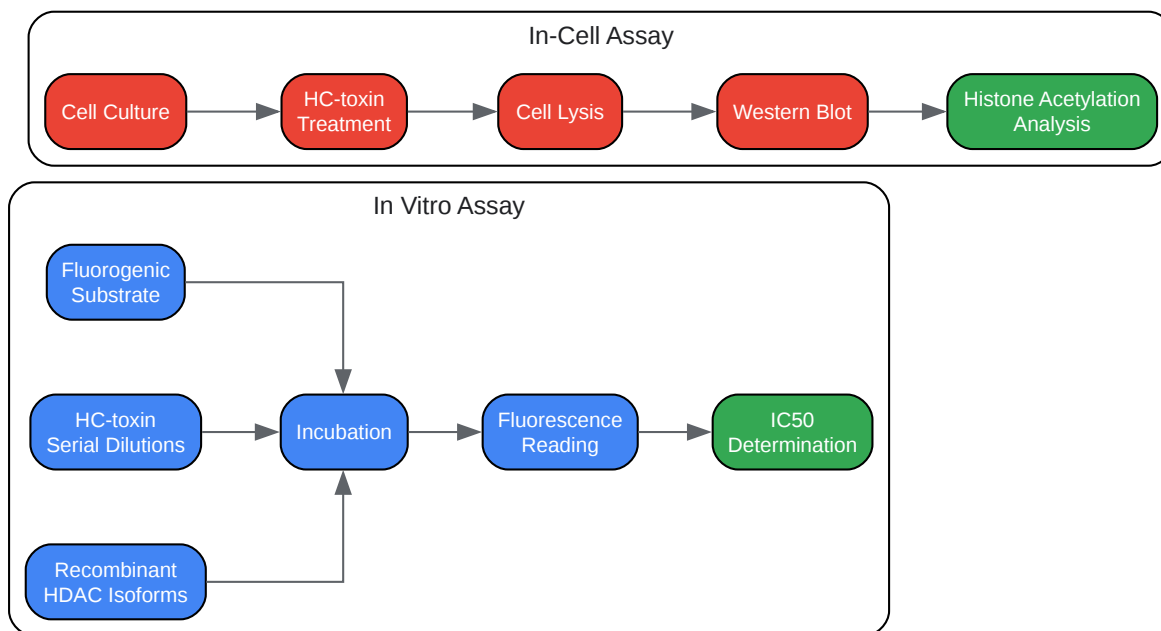 In-Cell Assay
Cell Culture
HC-toxin
Treatment
Cell Lysis
Western Blot
Histone Acetylation
Analysis
In Vitro Assay
Fluorogenic
Substrate
HC-toxin
Serial Dilutions
Incubation
Fluorescence
Reading
IC50
Determination
Recombinant
HDAC Isoforms